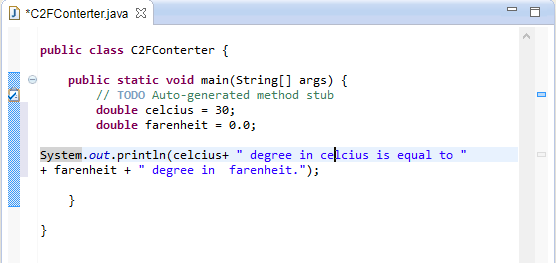 *C2FConterter.java
public class C2FConterter {
public static void main(String[] args) {
// TODO Auto-generated method stub
double celcius = 30;
double farenheit = 0.0;
System.out.println(celcius+ " degree in celcius is equal to "
+ farenheit + " degree in  farenheit.");
}
}